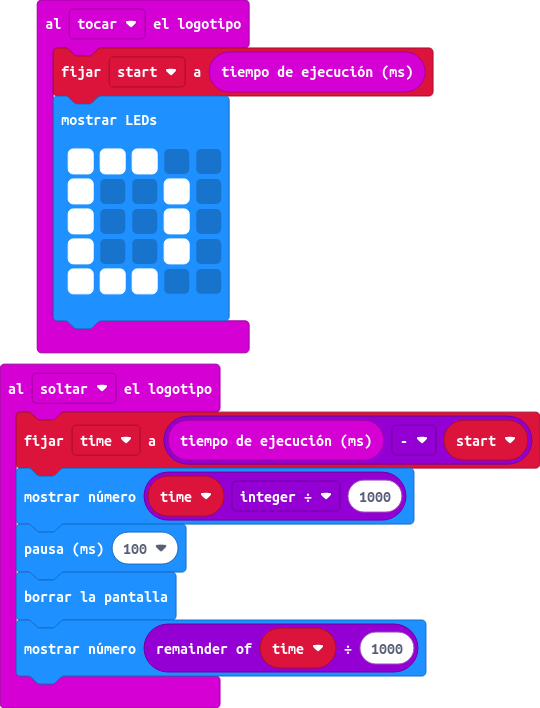 al tocar el logotipo
fijar start a tiempo de ejecución (ms)
mostrar LEDs
al soltar el logotipo
fijar time a tiempo de ejecución (ms) - start
mostrar número time integer ÷ 1000
pausa (ms) 100
borrar la pantalla
mostrar número remainder of time ÷ 1000